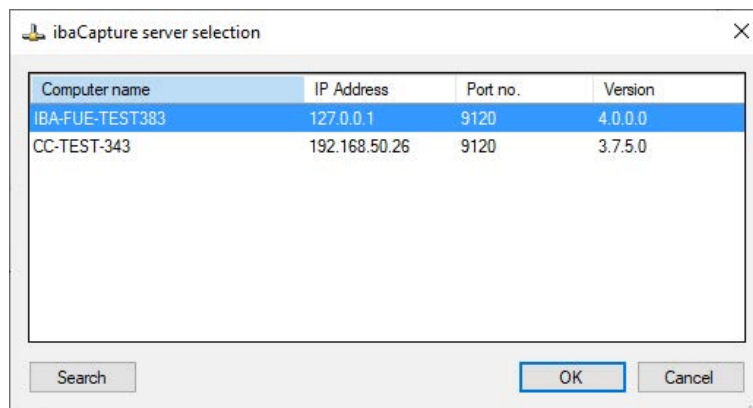 ibaCapture server selection
Computer name IP Address Port no. Version
IBA-FUE-TEST383 127.0.0.1 9120 4.0.0.0
CC-TEST-343 192.168.50.26 9120 3.7.5.0
Search OK Cancel